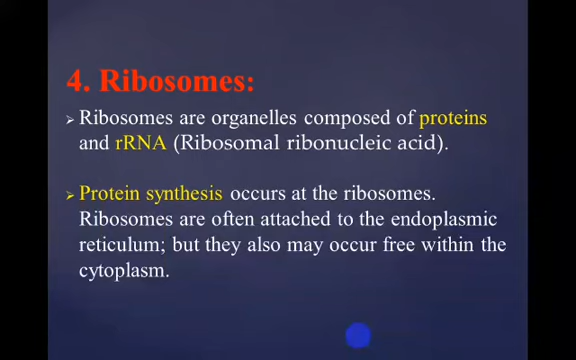 4. Ribosomes:
➢ Ribosomes are organelles composed of proteins
and rRNA (Ribosomal ribonucleic acid).
➢ Protein synthesis occurs at the ribosomes.
Ribosomes are often attached to the endoplasmic
reticulum; but they also may occur free within the
cytoplasm.